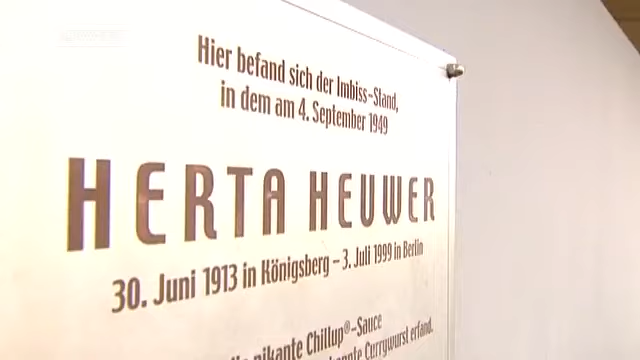 Hier befand sich der Imbiss-Stand,
in dem am 4. September 1949
HERTA HEUWER
30. Juni 1913 in Königsberg – 3. Juli 1999 in Berlin
pikante Chillup®-Sauce
Currywurst erfand.